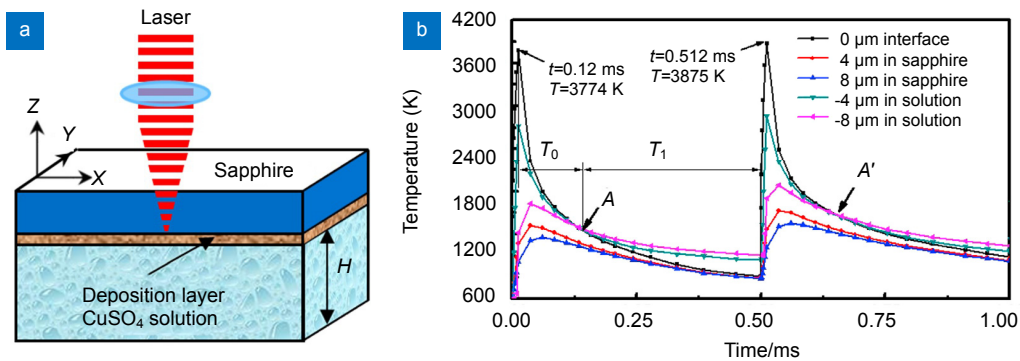 a
Laser
Z
Y
X
Sapphire
H
Deposition layer
CuSO4 solution
b
4200
3600
3000
2400
1800
1200
600
Temperature (K)
t=0.12 ms
T=3774 K
t=0.512 ms
T=3875 K
0 μm interface
4 μm in sapphire
8 μm in sapphire
-4 μm in solution
-8 μm in solution
T0
T1
A
A′
0.00
0.25
0.50
0.75
1.00
Time/ms